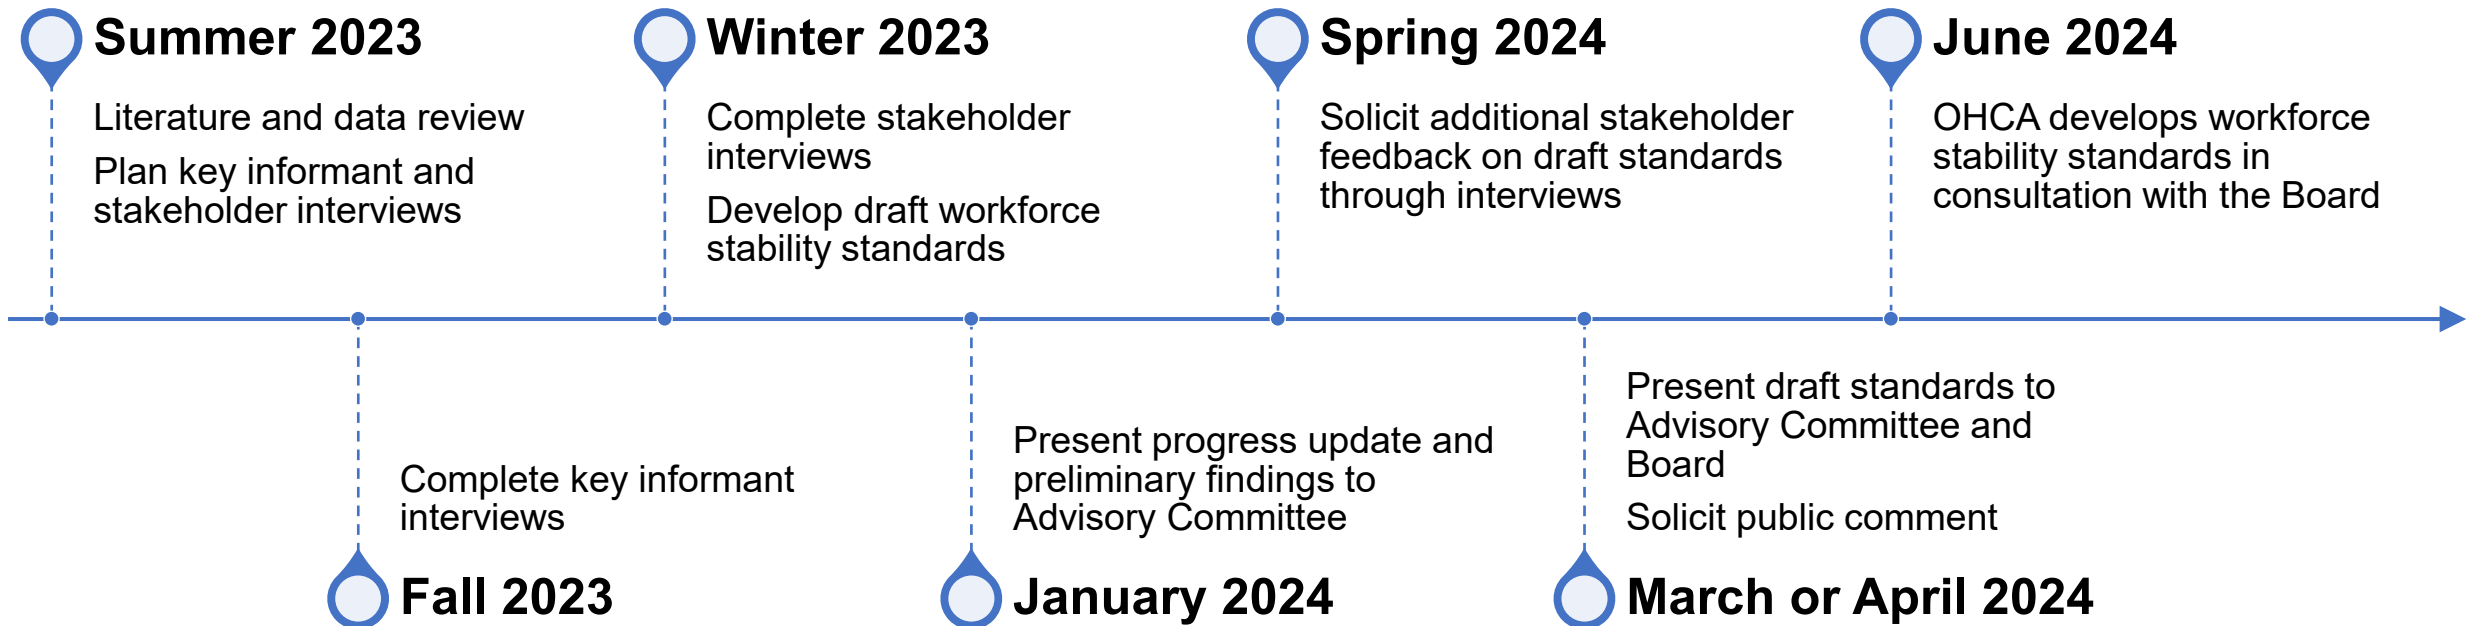 Summer 2023
Literature and data review
Plan key informant and
stakeholder interviews
Complete key informant
interviews
Fall 2023
Winter 2023
Complete stakeholder
interviews
Develop draft workforce
stability standards
Present progress update and
preliminary findings to
Advisory Committee
January 2024
Spring 2024
Solicit additional stakeholder
feedback on draft standards
through interviews
Present draft standards to
Advisory Committee and
Board
Solicit public comment
March or April 2024
June 2024
OHCA develops workforce
stability standards in
consultation with the Board